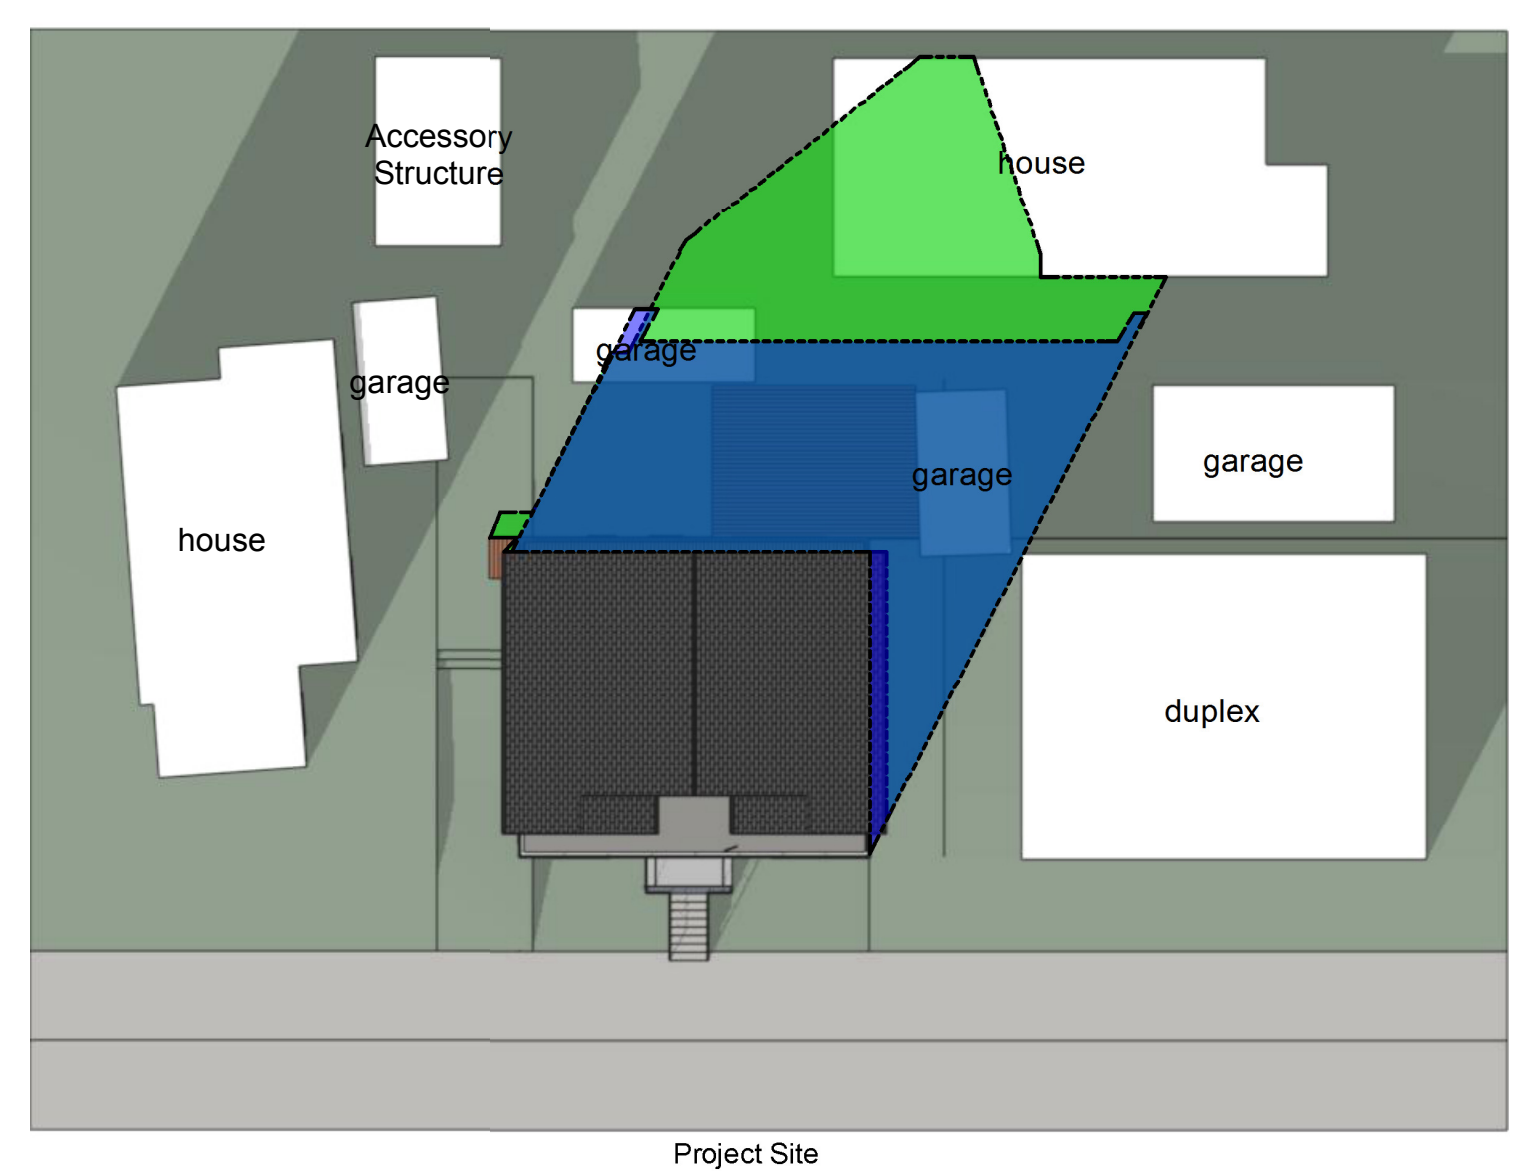 Accessory
Structure
house
garage
garage
garage
garage
house
duplex
Project Site